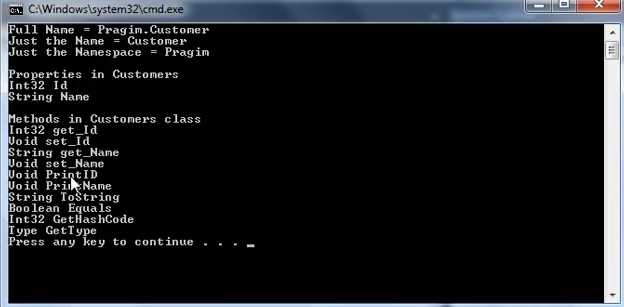 C:\Windows\system32\cmd.exe
Full Name = Pragim.Customer
Just the Name = Customer
Just the Namespace = Pragim
Properties in Customers
Int32 Id
String Name
Methods in Customers class
Int32 get_Id
Void set_Id
String get_Name
Void set_Name
Void PrintID
Void PrintName
String ToString
Boolean Equals
Int32 GetHashCode
Type GetType
Press any key to continue . . . _